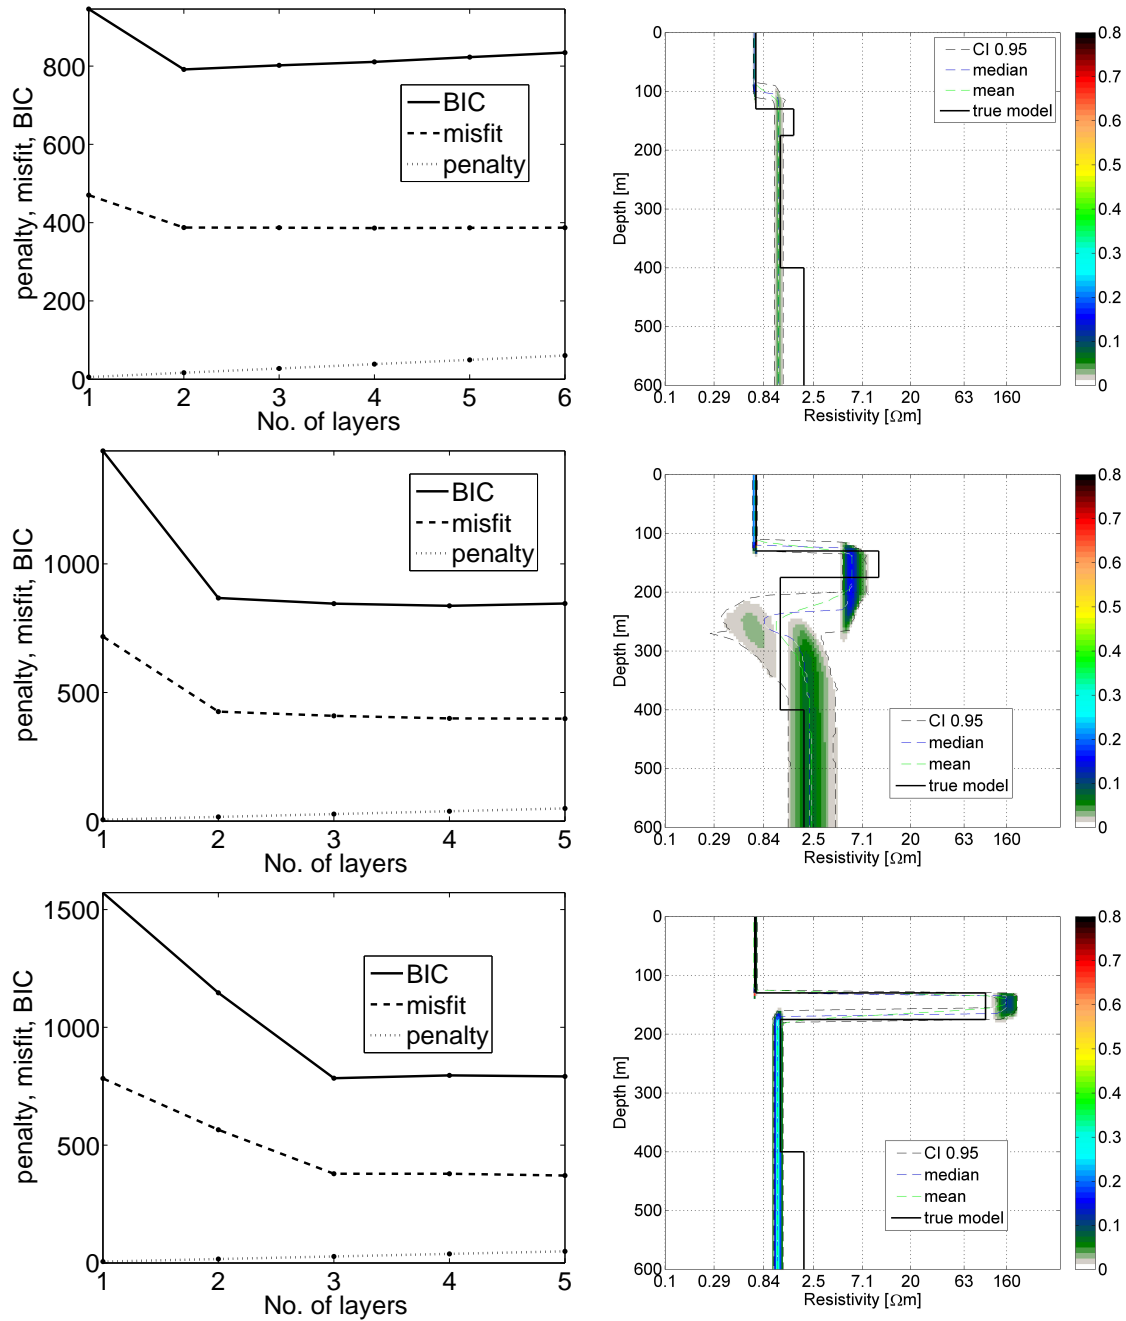 penalty, misfit, BIC
800
600
400
200
0
BIC
misfit
penalty
1 2 3 4 5 6
No. of layers
Depth [m]
0
100
200
300
400
500
600
CI 0.95
median
mean
true model
0.1 0.29 0.84 2.5 7.1 20 63 160
Resistivity [Ωm]
0.8
0.7
0.6
0.5
0.4
0.3
0.2
0.1
0
penalty, misfit, BIC
1000
500
0
BIC
misfit
penalty
1 2 3 4 5
No. of layers
Depth [m]
0
100
200
300
400
500
600
CI 0.95
median
mean
true model
0.1 0.29 0.84 2.5 7.1 20 63 160
Resistivity [Ωm]
0.8
0.7
0.6
0.5
0.4
0.3
0.2
0.1
0
penalty, misfit, BIC
1500
1000
500
0
BIC
misfit
penalty
1 2 3 4 5
No. of layers
Depth [m]
0
100
200
300
400
500
600
CI 0.95
median
mean
true model
0.1 0.29 0.84 2.5 7.1 20 63 160
Resistivity [Ωm]
0.8
0.7
0.6
0.5
0.4
0.3
0.2
0.1
0